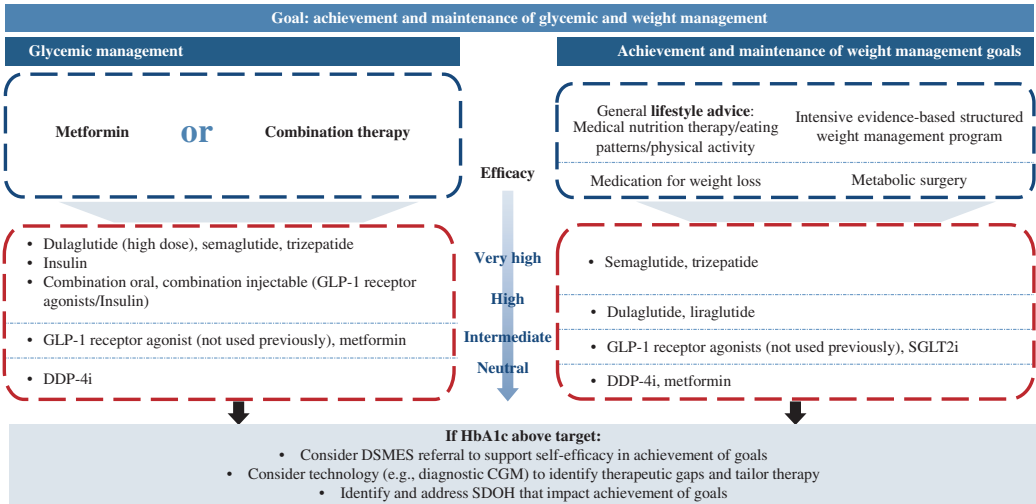 Goal: achievement and maintenance of glycemic and weight management
Glycemic management
Metformin or Combination therapy
• Dulaglutide (high dose), semaglutide, trizepatide
• Insulin
• Combination oral, combination injectable (GLP-1 receptor
agonists/Insulin)
• GLP-1 receptor agonist (not used previously), metformin
• DDP-4i
Efficacy
Very high
High
Intermediate
Neutral
Achievement and maintenance of weight management goals
General lifestyle advice:
Medical nutrition therapy/eating
patterns/physical activity
Intensive evidence-based structured
weight management program
Medication for weight loss
Metabolic surgery
• Semaglutide, trizepatide
• Dulaglutide, liraglutide
• GLP-1 receptor agonists (not used previously), SGLT2i
• DDP-4i, metformin
If HbA1c above target:
• Consider DSMES referral to support self-efficacy in achievement of goals
• Consider technology (e.g., diagnostic CGM) to identify therapeutic gaps and tailor therapy
• Identify and address SDOH that impact achievement of goals